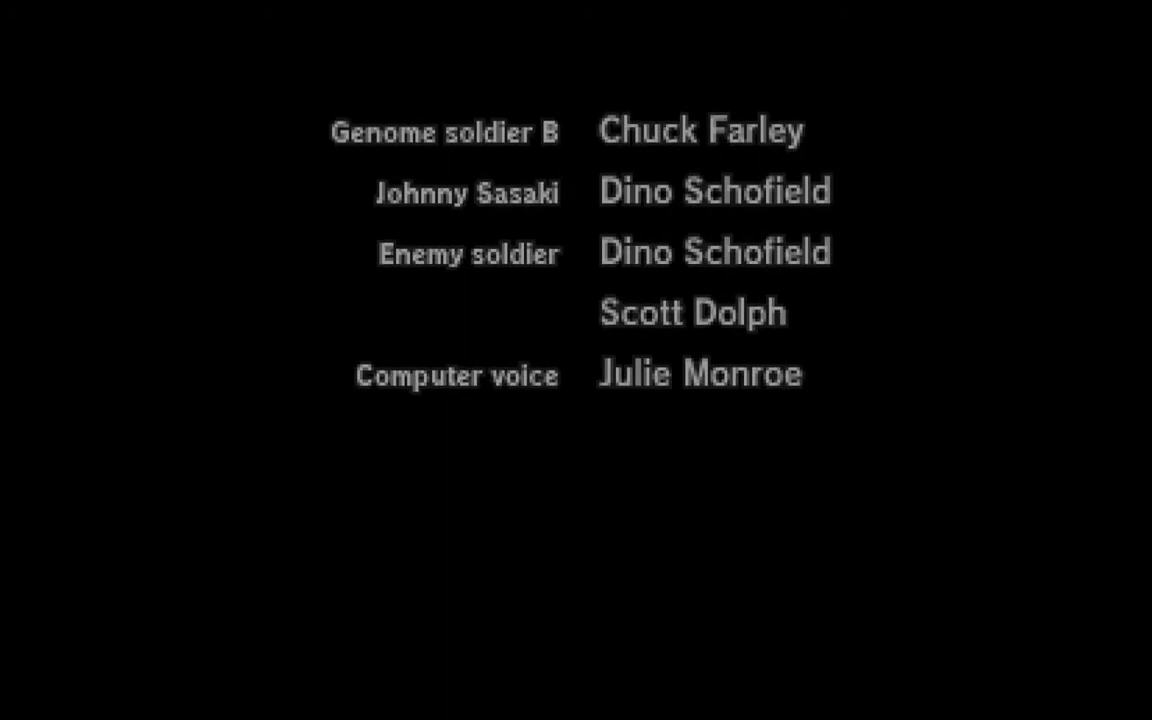 Genome soldier B Chuck Farley
Johnny Sasaki Dino Schofield
Enemy soldier Dino Schofield
Scott Dolph
Computer voice Julie Monroe